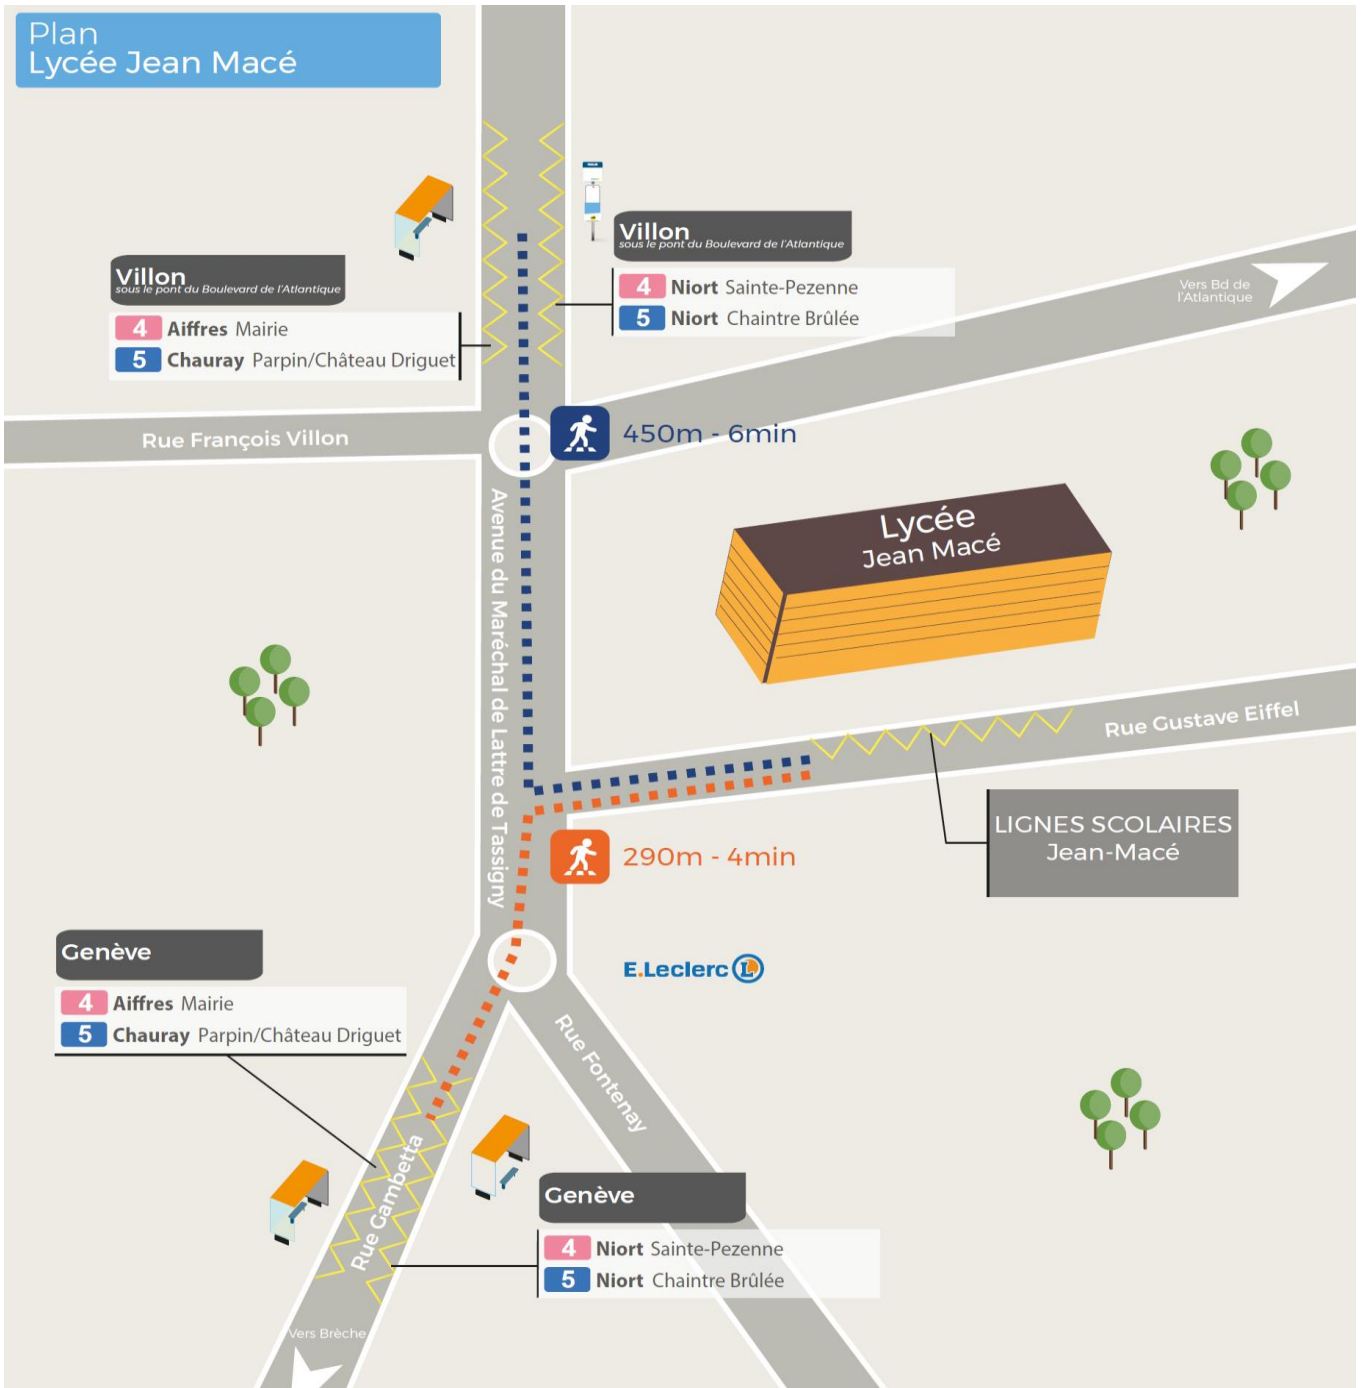 Plan
Lycée Jean Macé
Villon
sous le pont du Boulevard de l'Atlantique
4 Niort Sainte-Pezenne
5 Niort Chaintre Brûlée
Villon
sous le pont du Boulevard de l'Atlantique
4 Aiffres Mairie
5 Chauray Parpin/Château Driguet
Vers Bd de
l'Atlantique
Rue François Villon
450m - 6min
Avenue du Maréchal de Lattre de Tassigny
Lycée
Jean Macé
Rue Gustave Eiffel
LIGNES SCOLAIRES
Jean-Macé
290m - 4min
E.Leclerc L
Genève
4 Aiffres Mairie
5 Chauray Parpin/Château Driguet
Rue Fontenay
Rue Gambetta
Genève
4 Niort Sainte-Pezenne
5 Niort Chaintre Brûlée
Vers Brèche